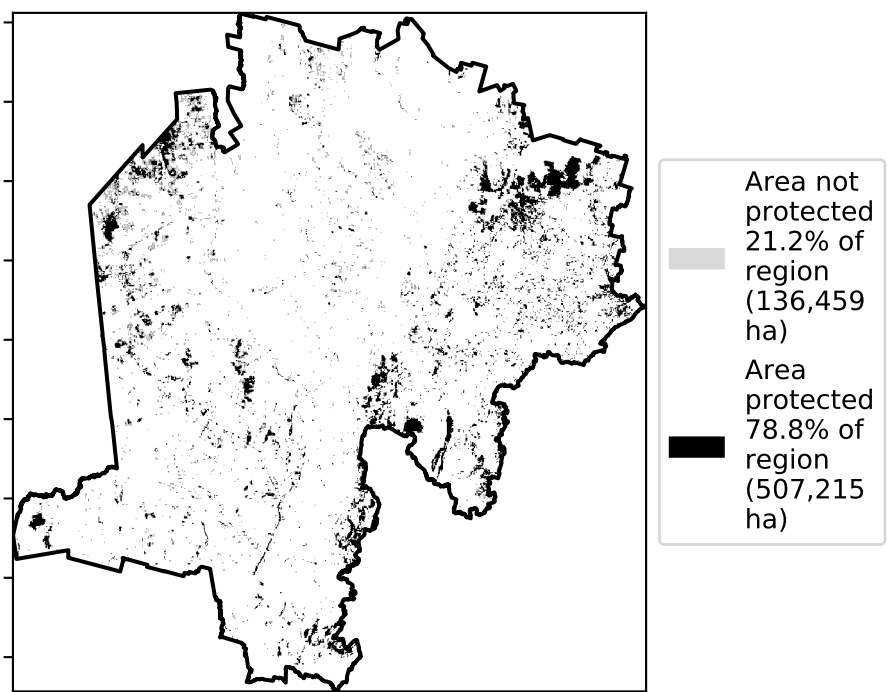 Area not
protected
21.2% of
region
(136,459
ha)
Area
protected
78.8% of
region
(507,215
ha)